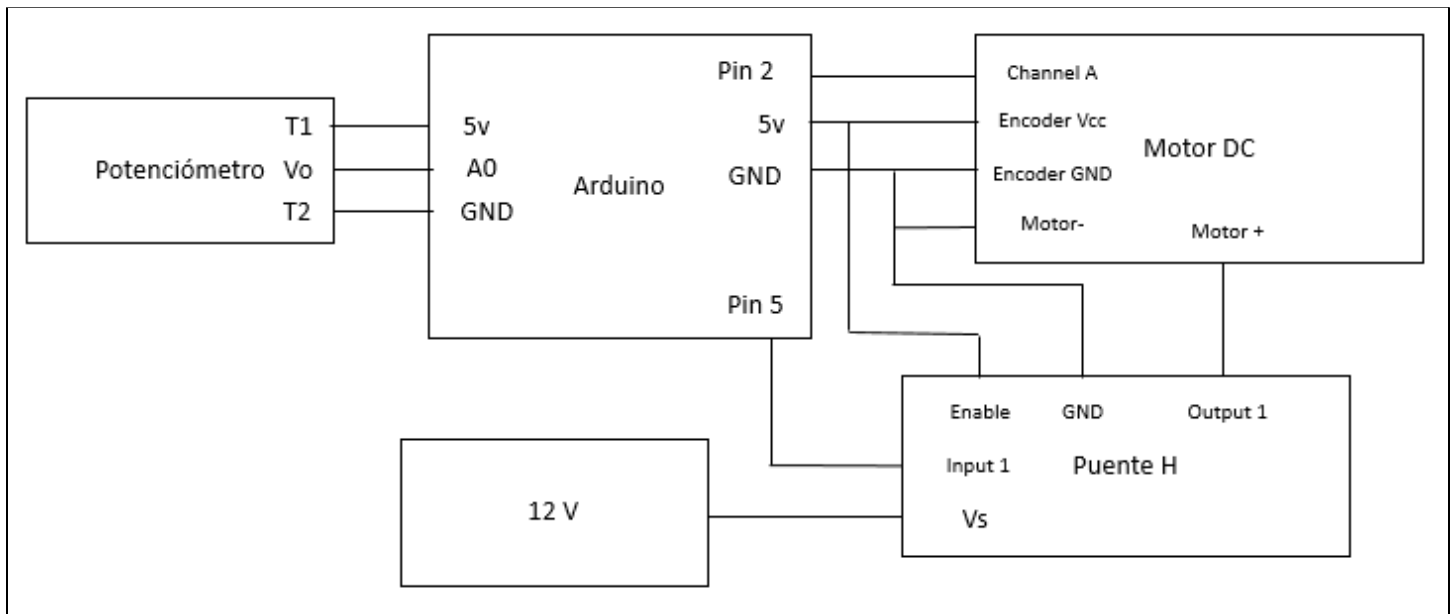 T1
Potenciómetro
Vo
T2
5v
A0
GND
Arduino
Pin 2
5v
GND
Pin 5
Channel A
Encoder Vcc
Encoder GND
Motor-
Motor DC
Motor +
12 V
Enable
GND
Output 1
Input 1
Puente H
Vs